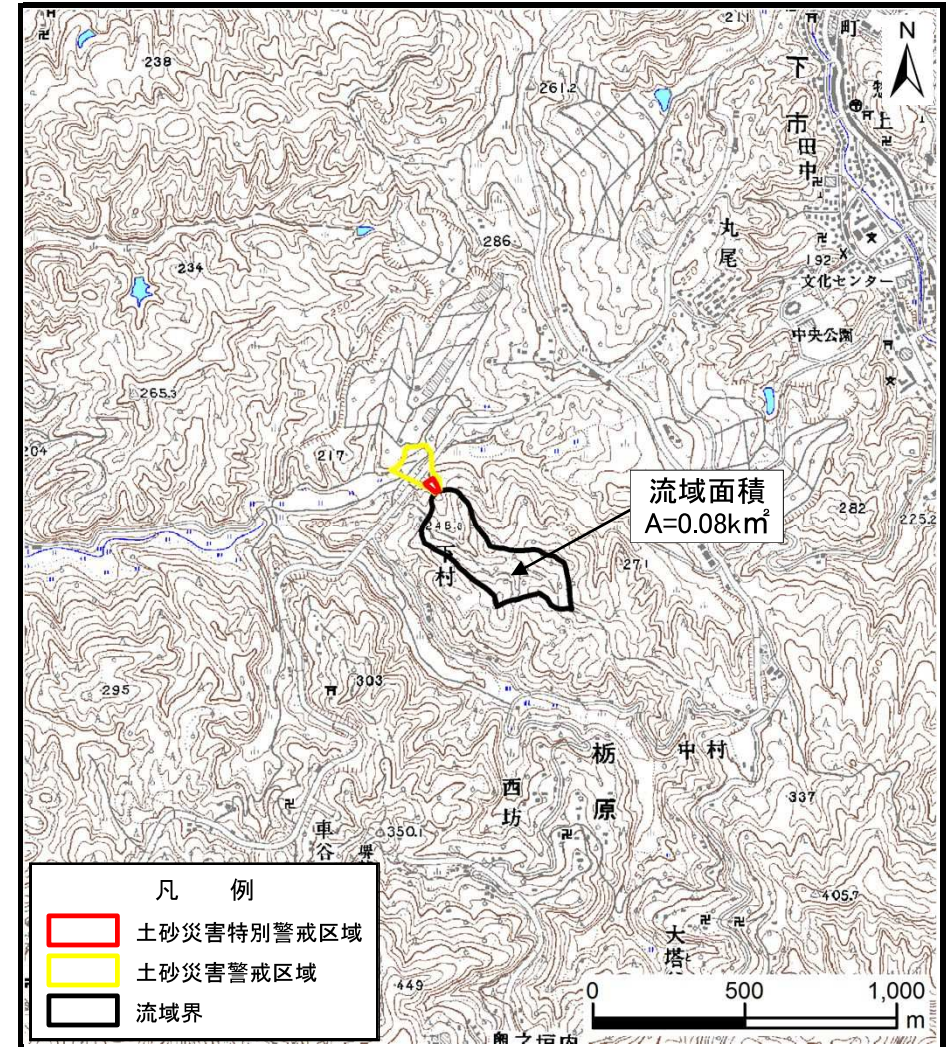 N
211
町
238
下
261.2
上
市
田
中
丸
尾
286
192
文化センター
234
中央公園
265.3
217
流域面積
A=0.08km²
282
225.2
271
村
303
295
栃
原
中村
西
坊
337
車
谷
350.1
405.7
大
塔
449
凡 例
土砂災害特別警戒区域
土砂災害警戒区域
流域界
0 500 1,000
m